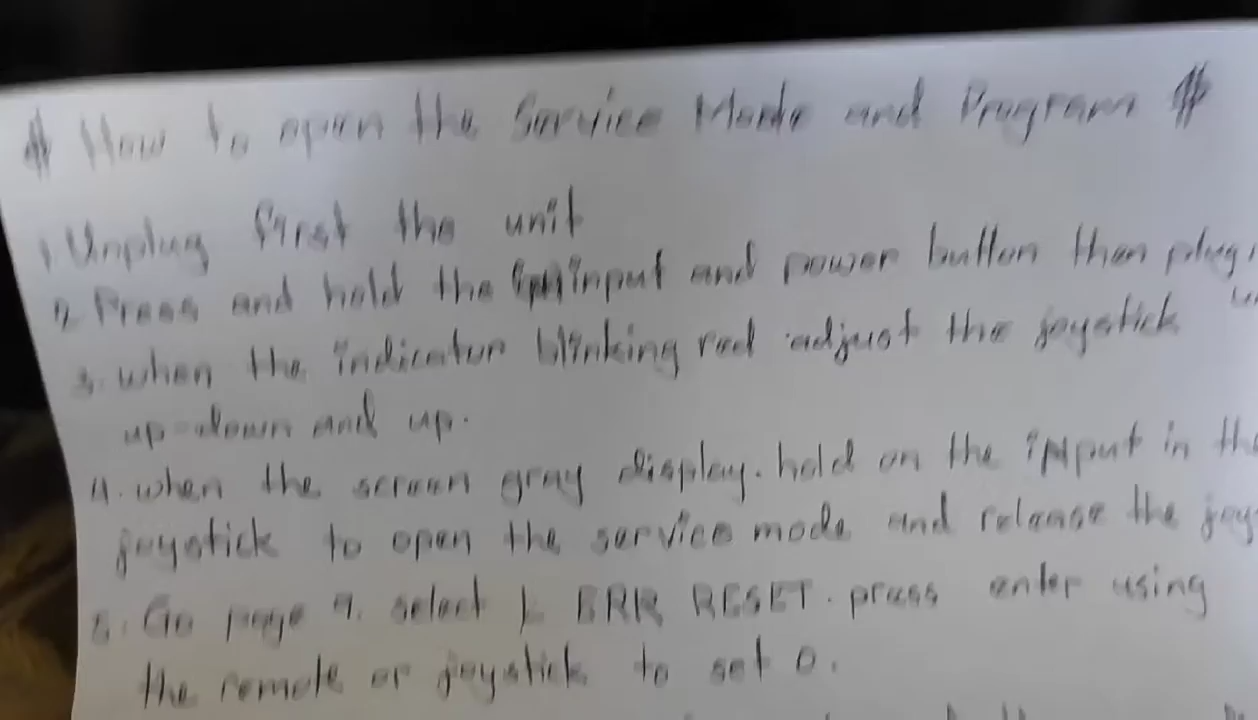 # How to open the Service Mode and Program #
1. Unplug first the unit
2. Press and hold the input and power button then plug
3. when the indicator blinking red adjust the joystick
up-down and up.
4. when the screen gray display. hold on the input in the
joystick to open the service mode and release the joy
5. Go page 9. select L ERR RESET. press enter using
the remote or joystick to set 0.